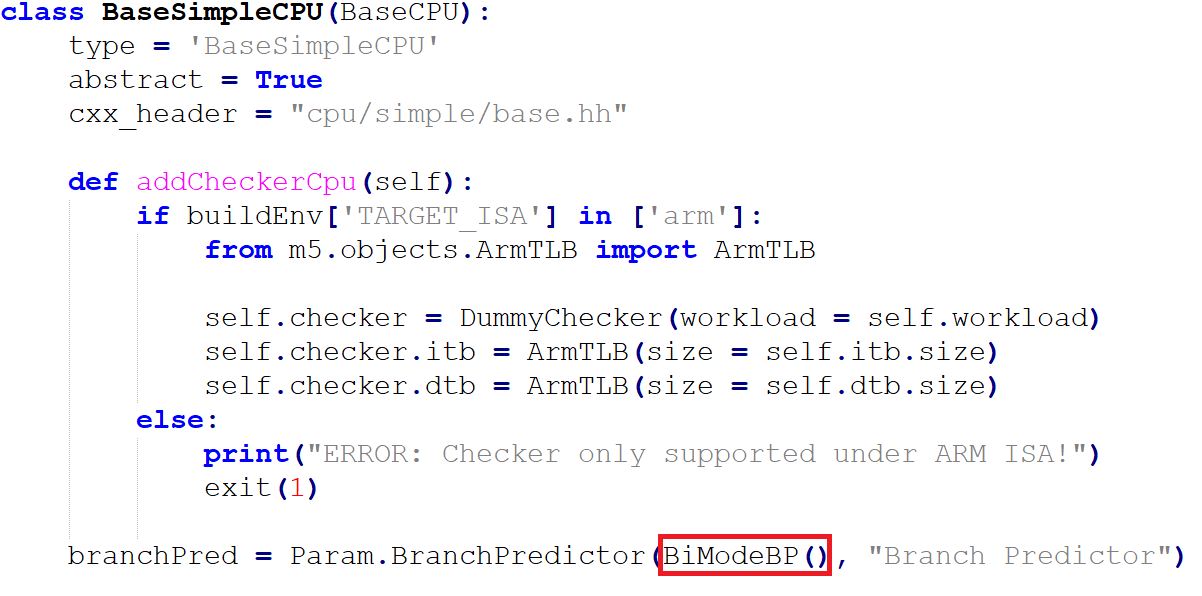 class BaseSimpleCPU(BaseCPU):
    type = 'BaseSimpleCPU'
    abstract = True
    cxx_header = "cpu/simple/base.hh"

    def addCheckerCpu(self):
        if buildEnv['TARGET_ISA'] in ['arm']:
            from m5.objects.ArmTLB import ArmTLB

            self.checker = DummyChecker(workload = self.workload)
            self.checker.itb = ArmTLB(size = self.itb.size)
            self.checker.dtb = ArmTLB(size = self.dtb.size)
        else:
            print("ERROR: Checker only supported under ARM ISA!")
            exit(1)

    branchPred = Param.BranchPredictor(BiModeBP(), "Branch Predictor")